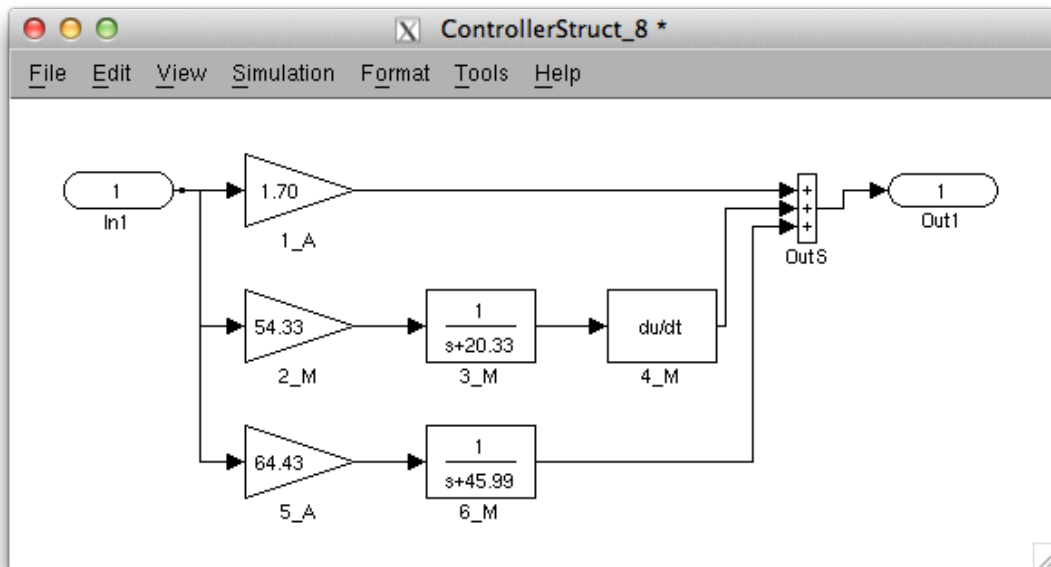 ControllerStruct_8 *
File Edit View Simulation Format Tools Help
1
In1
1.70
1_A
+
+
+
OutS
1
Out1
54.33
2_M
1
s+20.33
3_M
du/dt
4_M
64.43
5_A
1
s+45.99
6_M